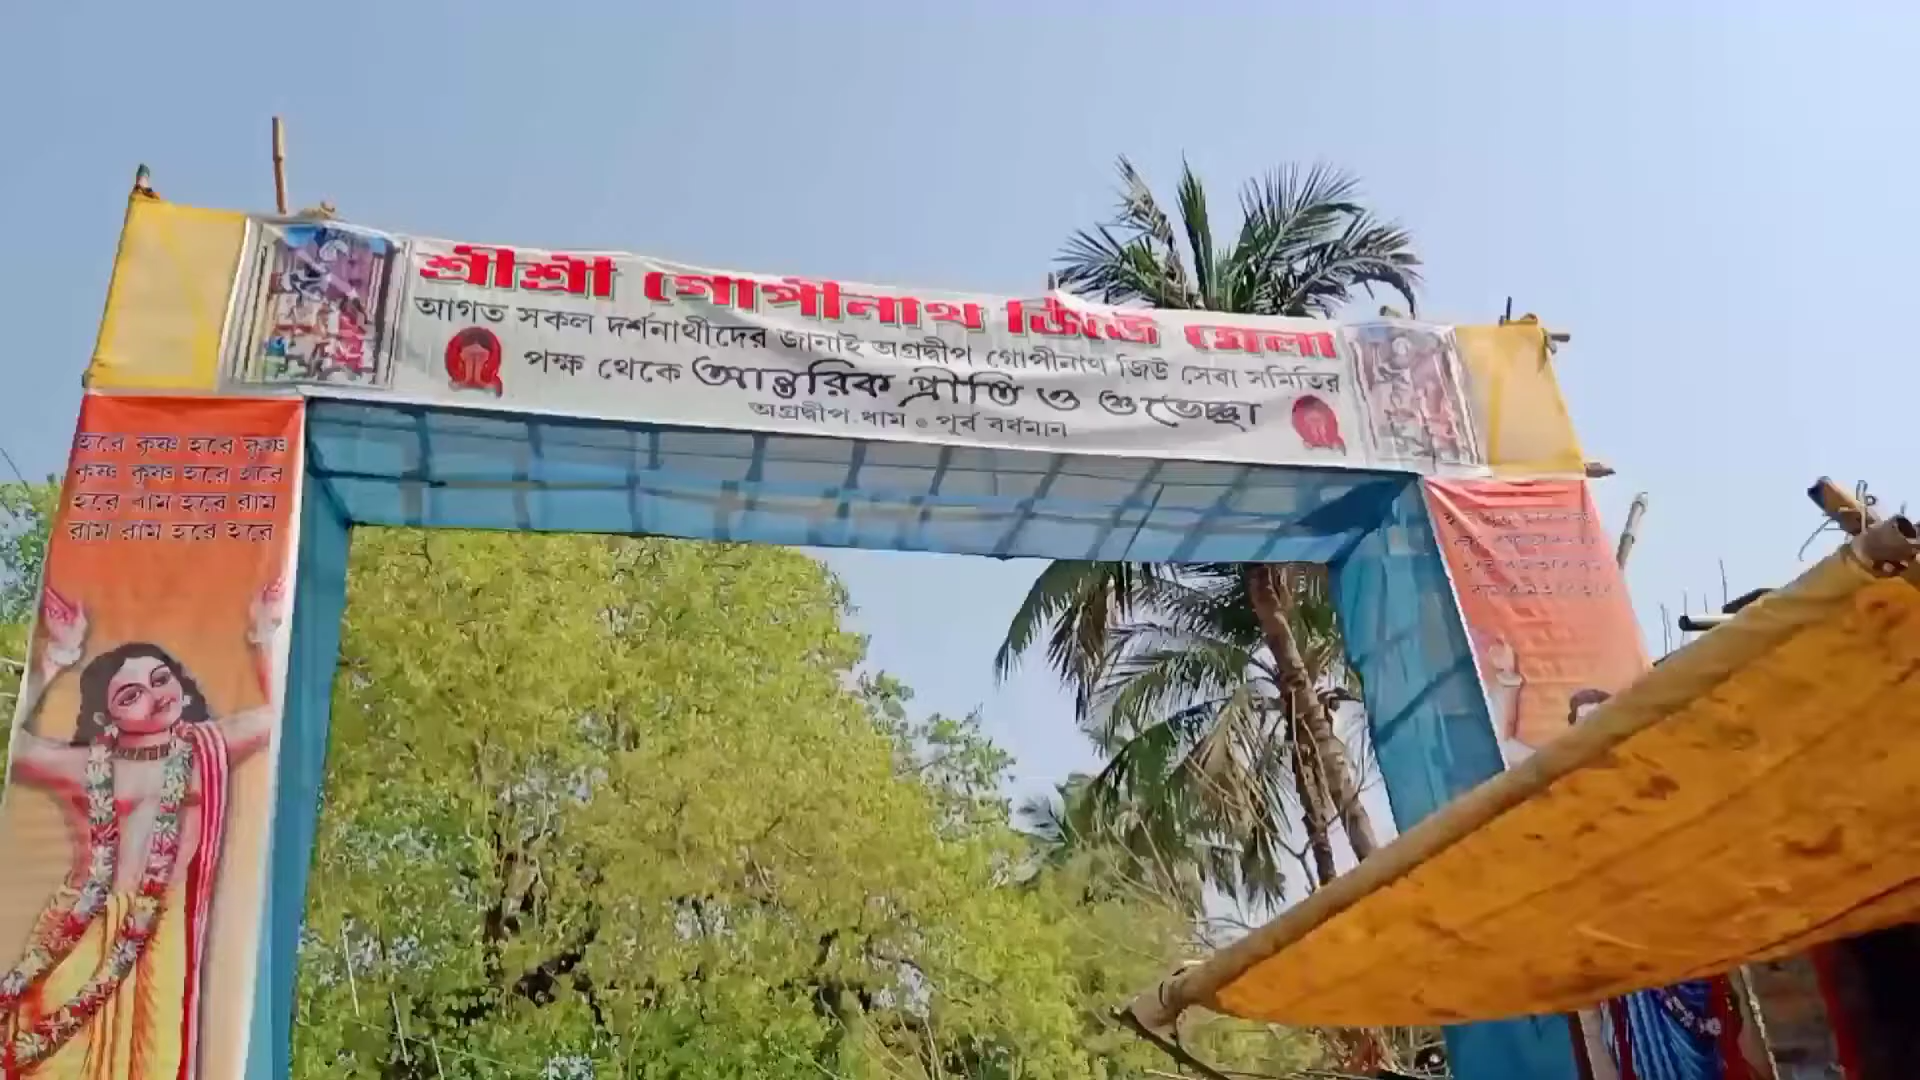 শ্রীশ্রী গোপীনাথ জিউ মেলা
আগত সকল দর্শনার্থীদের জানাই অগ্রদ্বীপ গোপীনাথ জিউ সেবা সমিতির
পক্ষ থেকে আন্তরিক প্রীতি ও শুভেচ্ছা
অগ্রদ্বীপ ধাম ০ পূর্ব বর্ধমান
হরে কৃষ্ণ হরে কৃষ্ণ
কৃষ্ণ কৃষ্ণ হরে হরে
হরে রাম হরে রাম
রাম রাম হরে হরে